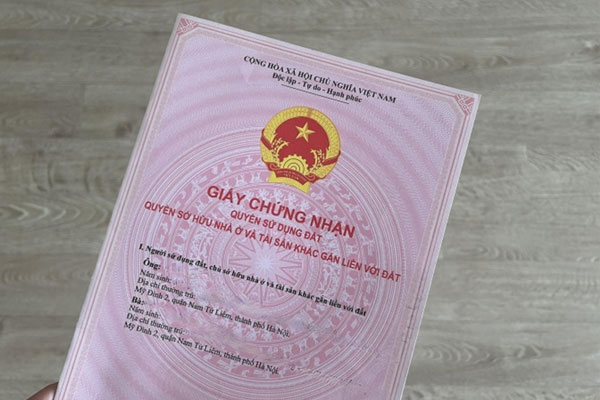 CỘNG HÒA XÃ HỘI CHỦ NGHĨA VIỆT NAM
Độc lập - Tự do - Hạnh phúc
GIẤY CHỨNG NHẬN
QUYỀN SỬ DỤNG ĐẤT
QUYỀN SỞ HỮU NHÀ Ở VÀ TÀI SẢN KHÁC GẮN LIỀN VỚI ĐẤT
I. Người sử dụng đất, chủ sở hữu nhà ở và tài sản khác gắn liền với đất
Ông:
Năm sinh:
Địa chỉ thường trú:
Mỹ Đình 2, quận Nam Từ Liêm, thành phố Hà Nội
Bà:
Năm sinh:
Địa chỉ thường trú:
Mỹ Đình 2, quận Nam Từ Liêm, thành phố Hà Nội